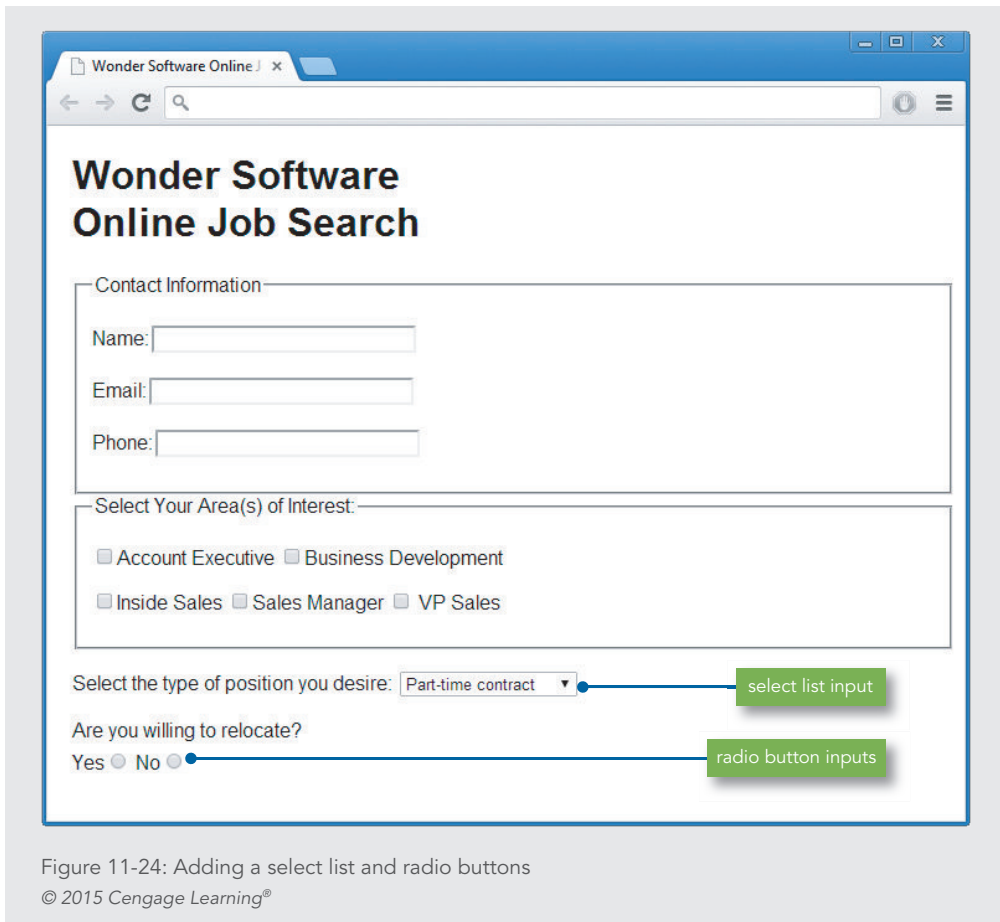 Wonder Software Online J
Wonder Software
Online Job Search
Contact Information
Name:
Email:
Phone:
Select Your Area(s) of Interest:
Account Executive Business Development
Inside Sales Sales Manager VP Sales
Select the type of position you desire: Part-time contract
select list input
Are you willing to relocate?
Yes No
radio button inputs
Figure 11-24: Adding a select list and radio buttons
© 2015 Cengage Learning®